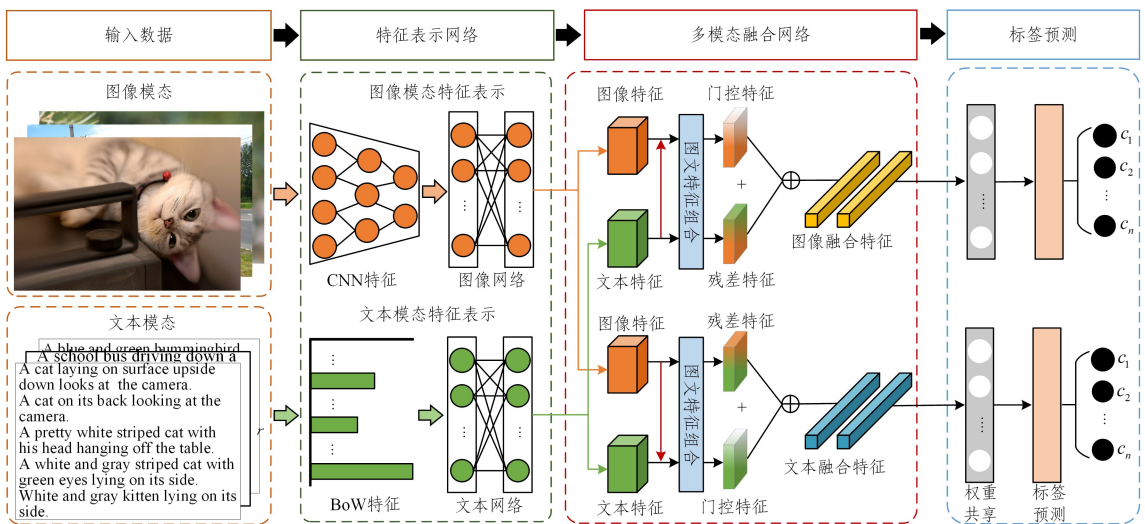 输入数据
特征表示网络
多模态融合网络
标签预测
图像模态
图像模态特征表示
CNN特征
图像网络
图像特征
门控特征
图文特征组合
+
文本特征
残差特征
图像融合特征
c1
c2
...
cn
文本模态
A blue and green hummingbird
A school bus driving down a
A cat laying on surface upside
down looks at the camera.
A cat on its back looking at the
camera.
A pretty white striped cat with
his head hanging off the table.
A white and gray striped cat with
green eyes lying on its side.
White and gray kitten lying on its
side.
r
文本模态特征表示
BoW特征
文本网络
图像特征
残差特征
图文特征组合
+
文本特征
门控特征
文本融合特征
c1
c2
...
cn
权重
共享
标签
预测